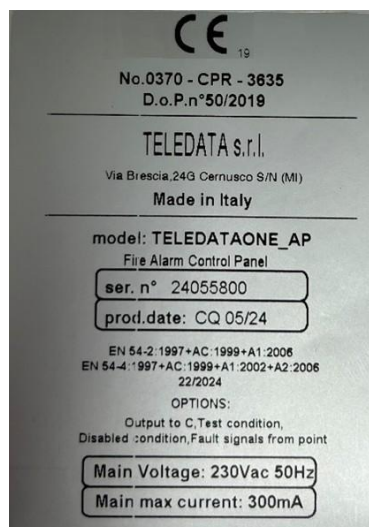 CE
19
No.0370 - CPR - 3635
D.o.P.n°50/2019
TELEDATA s.r.l.
Via Brescia,24G Cernusco S/N (MI)
Made in Italy
model: TELEDATAONE_AP
Fire Alarm Control Panel
ser. n° 24055800
prod.date: CQ 05/24
EN 54-2:1997+AC:1999+A1:2006
EN 54-4:1997+AC:1999+A1:2002+A2:2006
22/2024
OPTIONS:
Output to C,Test condition,
Disabled condition,Fault signals from point
Main Voltage: 230Vac 50Hz
Main max current: 300mA